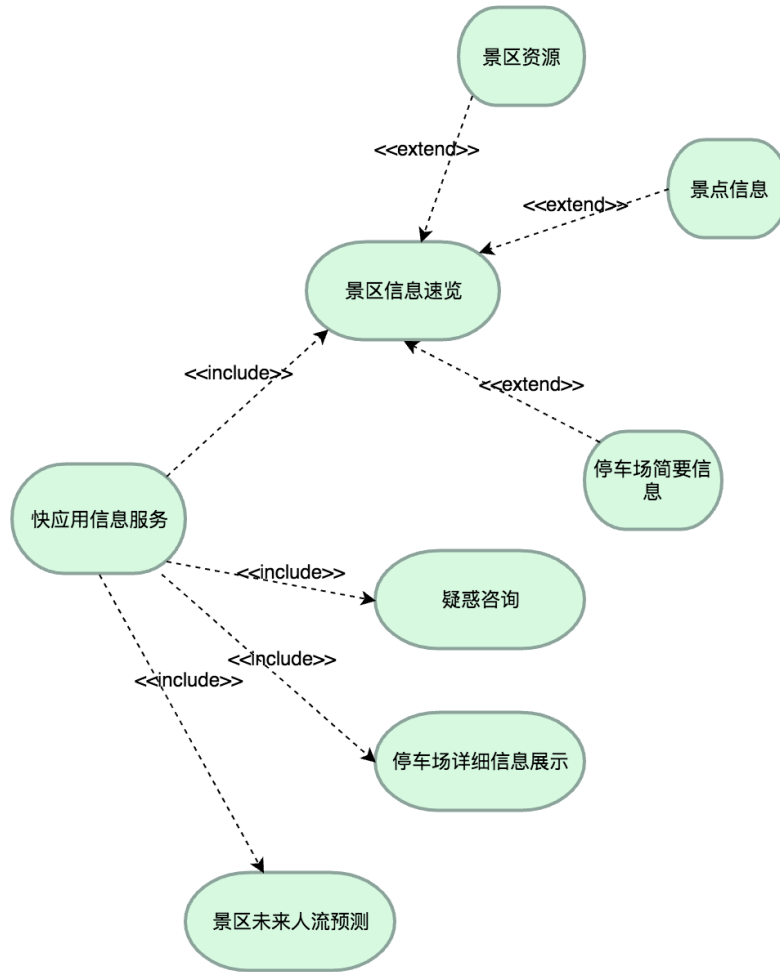 景区资源
<<extend>>
景点信息
<<extend>>
景区信息速览
<<include>>
<<extend>>
停车场简要信
息
快应用信息服务
<<include>>
疑惑咨询
<<include>>
<<include>>
停车场详细信息展示
景区未来人流预测